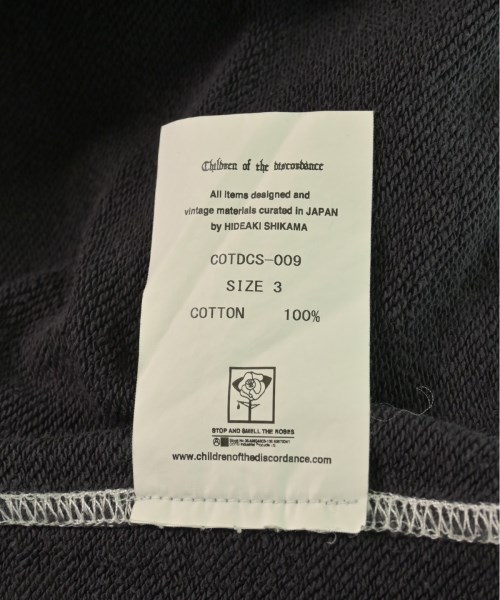 Children of the discordance
All items designed and
vintage materials curated in JAPAN
by HIDEAKI SHIKAMA
COTDCS-009
SIZE 3
COTTON 100%
STOP AND SMELL THE ROSES
www.childrenofthediscordance.com